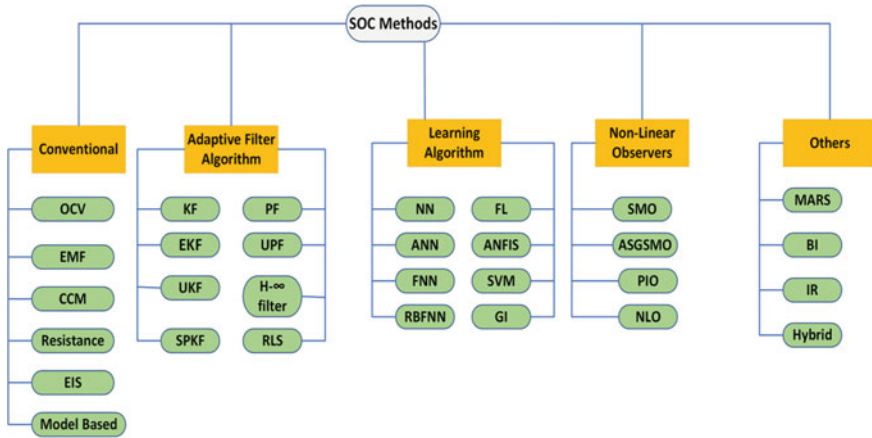 SOC Methods
Conventional
OCV
EMF
CCM
Resistance
EIS
Model Based
Adaptive Filter
Algorithm
KF
EKF
UKF
SPKF
PF
UPF
H-∞
filter
RLS
Learning
Algorithm
NN
ANN
FNN
RBFNN
FL
ANFIS
SVM
GI
Non-Linear
Observers
SMO
ASGSMO
PIO
NLO
Others
MARS
BI
IR
Hybrid